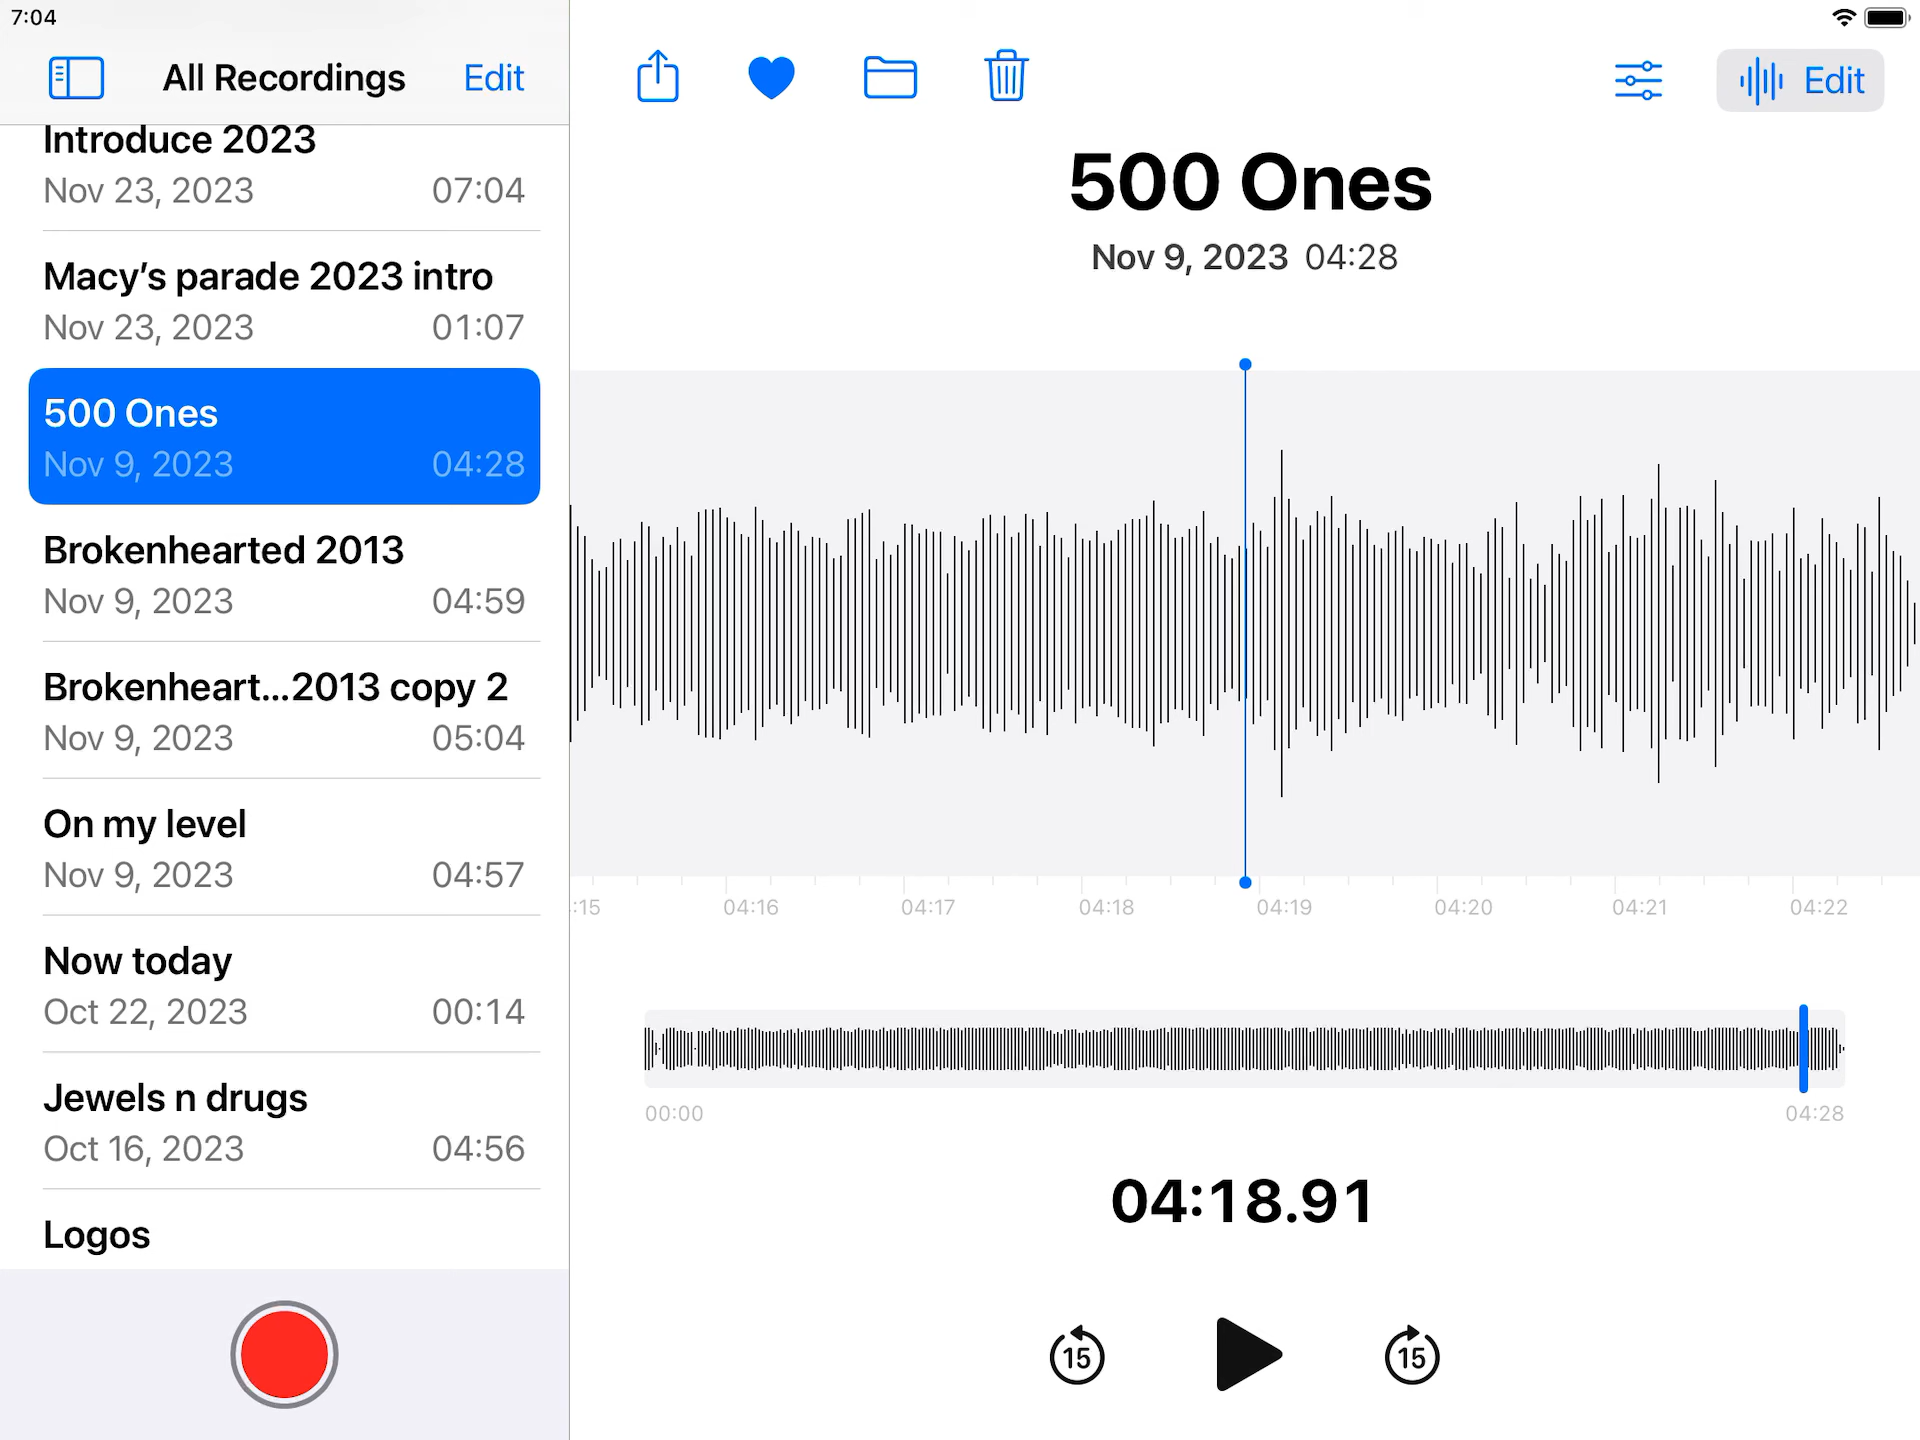 7:04
All Recordings
Edit
Introduce 2023
Nov 23, 2023 07:04
Macy’s parade 2023 intro
Nov 23, 2023 01:07
500 Ones
Nov 9, 2023 04:28
Brokenhearted 2013
Nov 9, 2023 04:59
Brokenheart...2013 copy 2
Nov 9, 2023 05:04
On my level
Nov 9, 2023 04:57
Now today
Oct 22, 2023 00:14
Jewels n drugs
Oct 16, 2023 04:56
Logos
Edit
500 Ones
Nov 9, 2023 04:28
:15 04:16 04:17 04:18 04:19 04:20 04:21 04:22
00:00 04:28
04:18.91
15 15